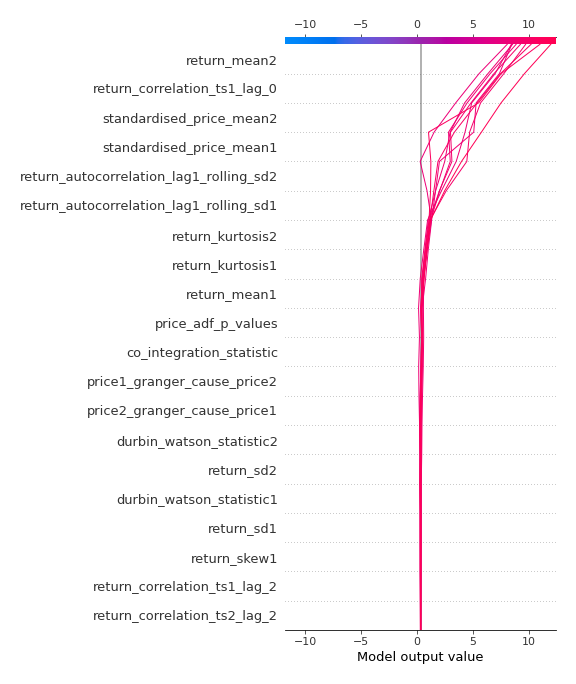 −10 −5 0 5 10
return_mean2
return_correlation_ts1_lag_0
standardised_price_mean2
standardised_price_mean1
return_autocorrelation_lag1_rolling_sd2
return_autocorrelation_lag1_rolling_sd1
return_kurtosis2
return_kurtosis1
return_mean1
price_adf_p_values
co_integration_statistic
price1_granger_cause_price2
price2_granger_cause_price1
durbin_watson_statistic2
return_sd2
durbin_watson_statistic1
return_sd1
return_skew1
return_correlation_ts1_lag_2
return_correlation_ts2_lag_2
−10 −5 0 5 10
Model output value